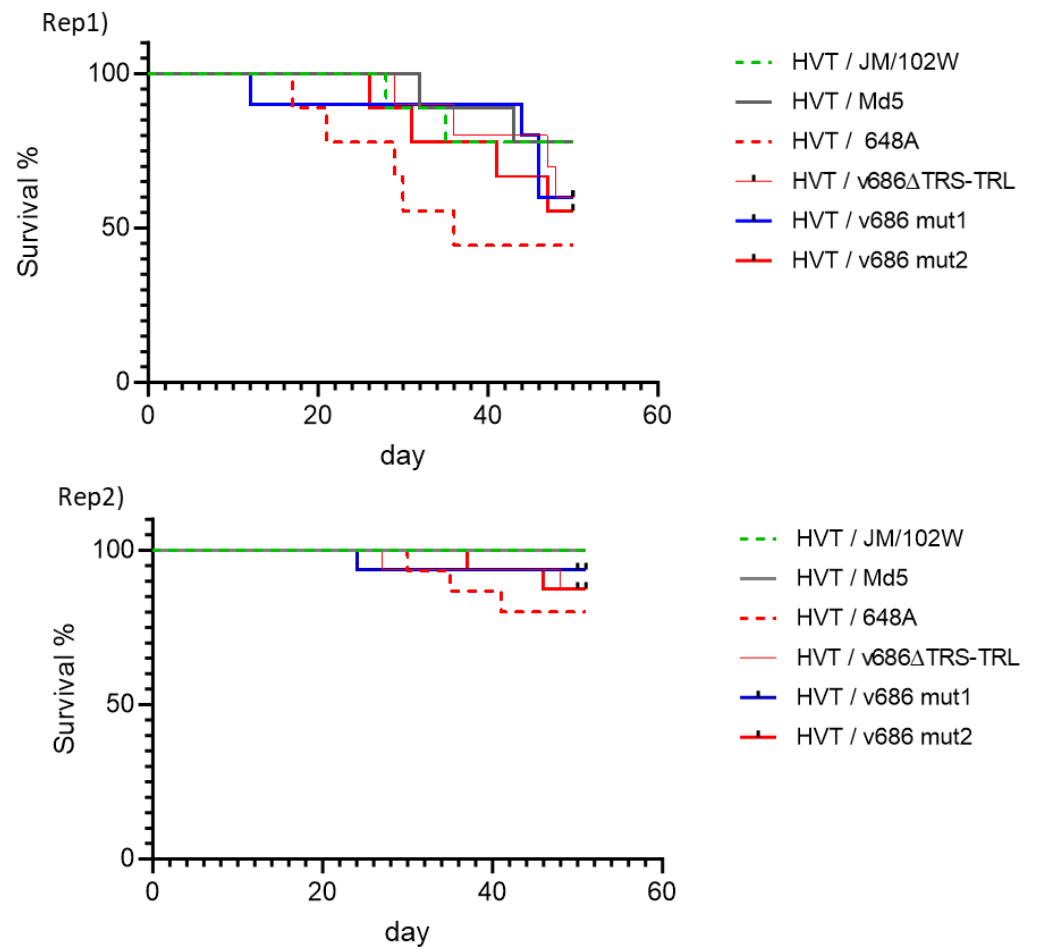 Rep1)
100
50
0
0 20 40 60
Survival %
day
HVT / JM/102W
HVT / Md5
HVT / 648A
HVT / v686ΔTRS-TRL
HVT / v686 mut1
HVT / v686 mut2
Rep2)
100
50
0
0 20 40 60
Survival %
day
HVT / JM/102W
HVT / Md5
HVT / 648A
HVT / v686ΔTRS-TRL
HVT / v686 mut1
HVT / v686 mut2